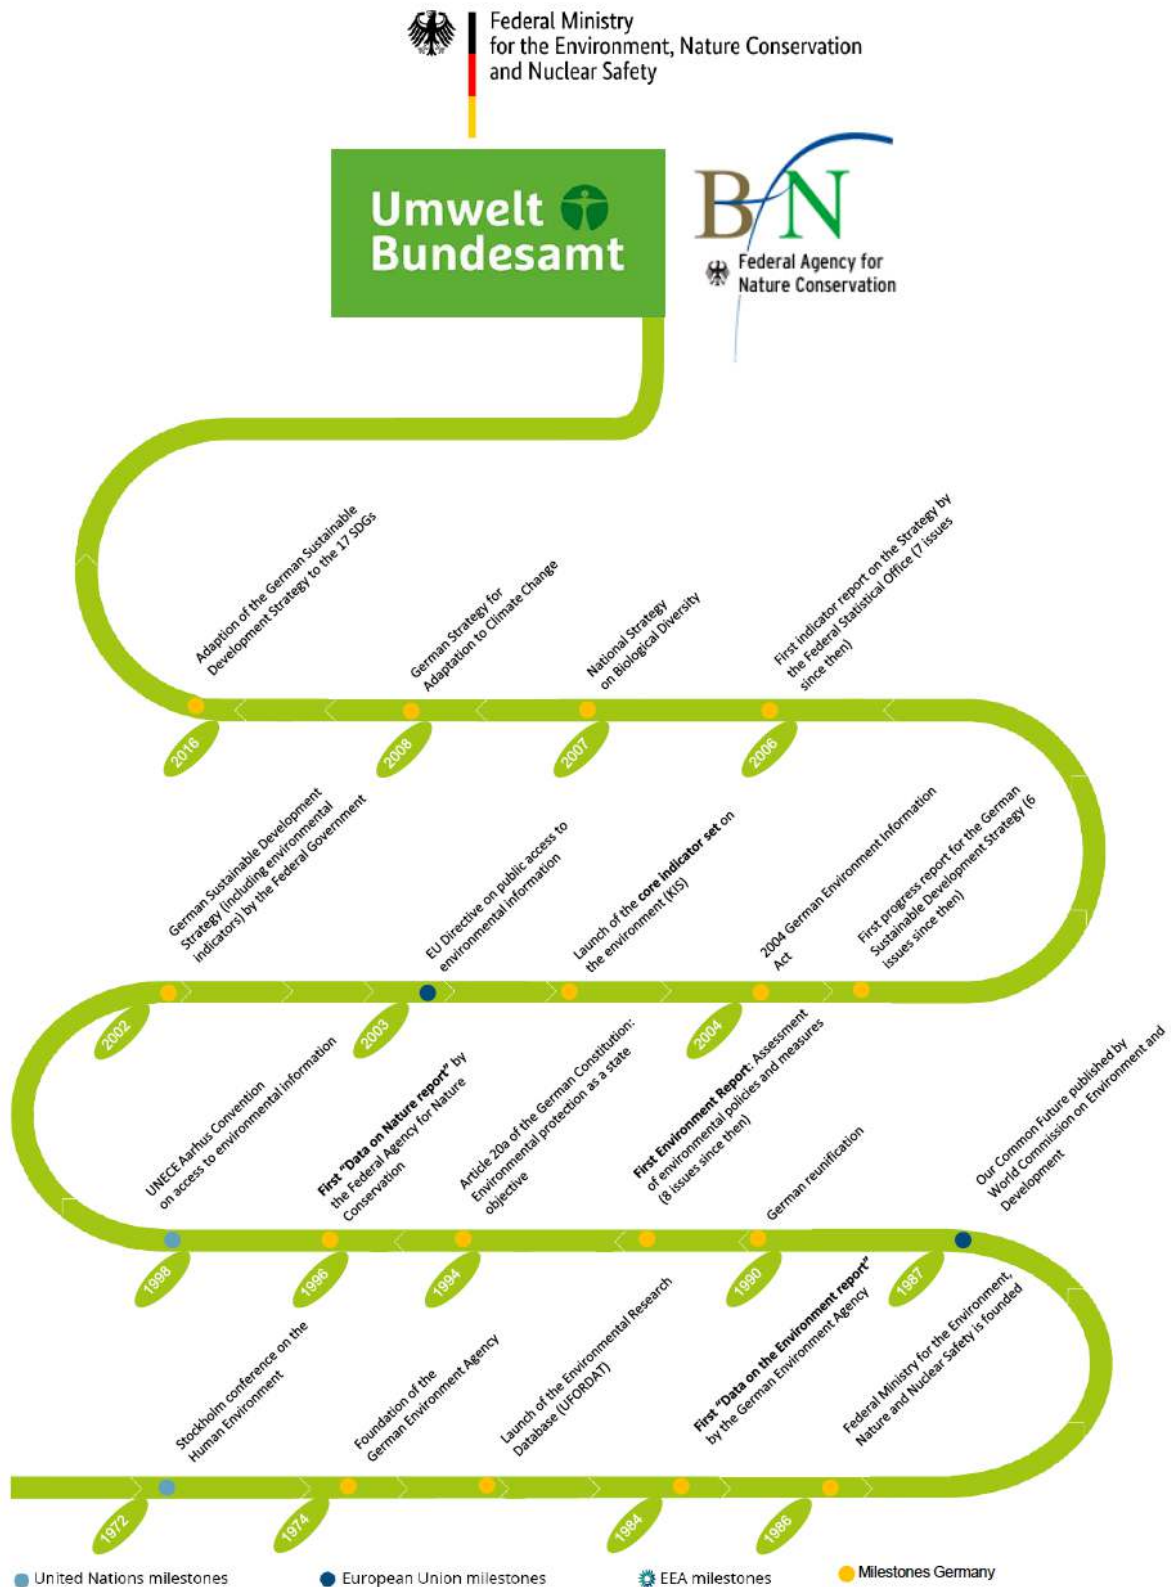 Federal Ministry
for the Environment, Nature Conservation
and Nuclear Safety
Umwelt
Bundesamt
BfN
Federal Agency for
Nature Conservation
Adaption of the German Sustainable
Development Strategy to the 17 SDGs
German Strategy for
Adaptation to Climate Change
National Strategy
on Biological Diversity
First indicator report on the Strategy by
the Federal Statistical Office (7 issues
since then)
2016
2008
2007
2006
German Sustainable Development
Strategy (including environmental
indicators) by the Federal Government
EU Directive on public access to
environmental information
Launch of the core indicator set on
the environment (KIS)
2004 German Environment Information
Act
First progress report for the German
Sustainable Development Strategy (6
issues since then)
2002
2003
2004
UNECE Aarhus Convention
on access to environmental information
First “Data on Nature report” by
the Federal Agency for Nature
Conservation
Article 20a of the German Constitution:
Environmental protection as a state
objective
First Environment Report: Assessment
of environmental policies and measures
(8 issues since then)
German reunification
Our Common Future published by
World Commission on Environment and
Development
1998
1996
1994
1990
1987
Stockholm conference on the
Human Environment
Foundation of the
German Environment Agency
Launch of the Environmental Research
Database (UFORDAT)
First “Data on the Environment report”
by the German Environment Agency
Federal Ministry for the Environment,
Nature and Nuclear Safety is founded
1972
1974
1984
1986
United Nations milestones
European Union milestones
EEA milestones
Milestones Germany